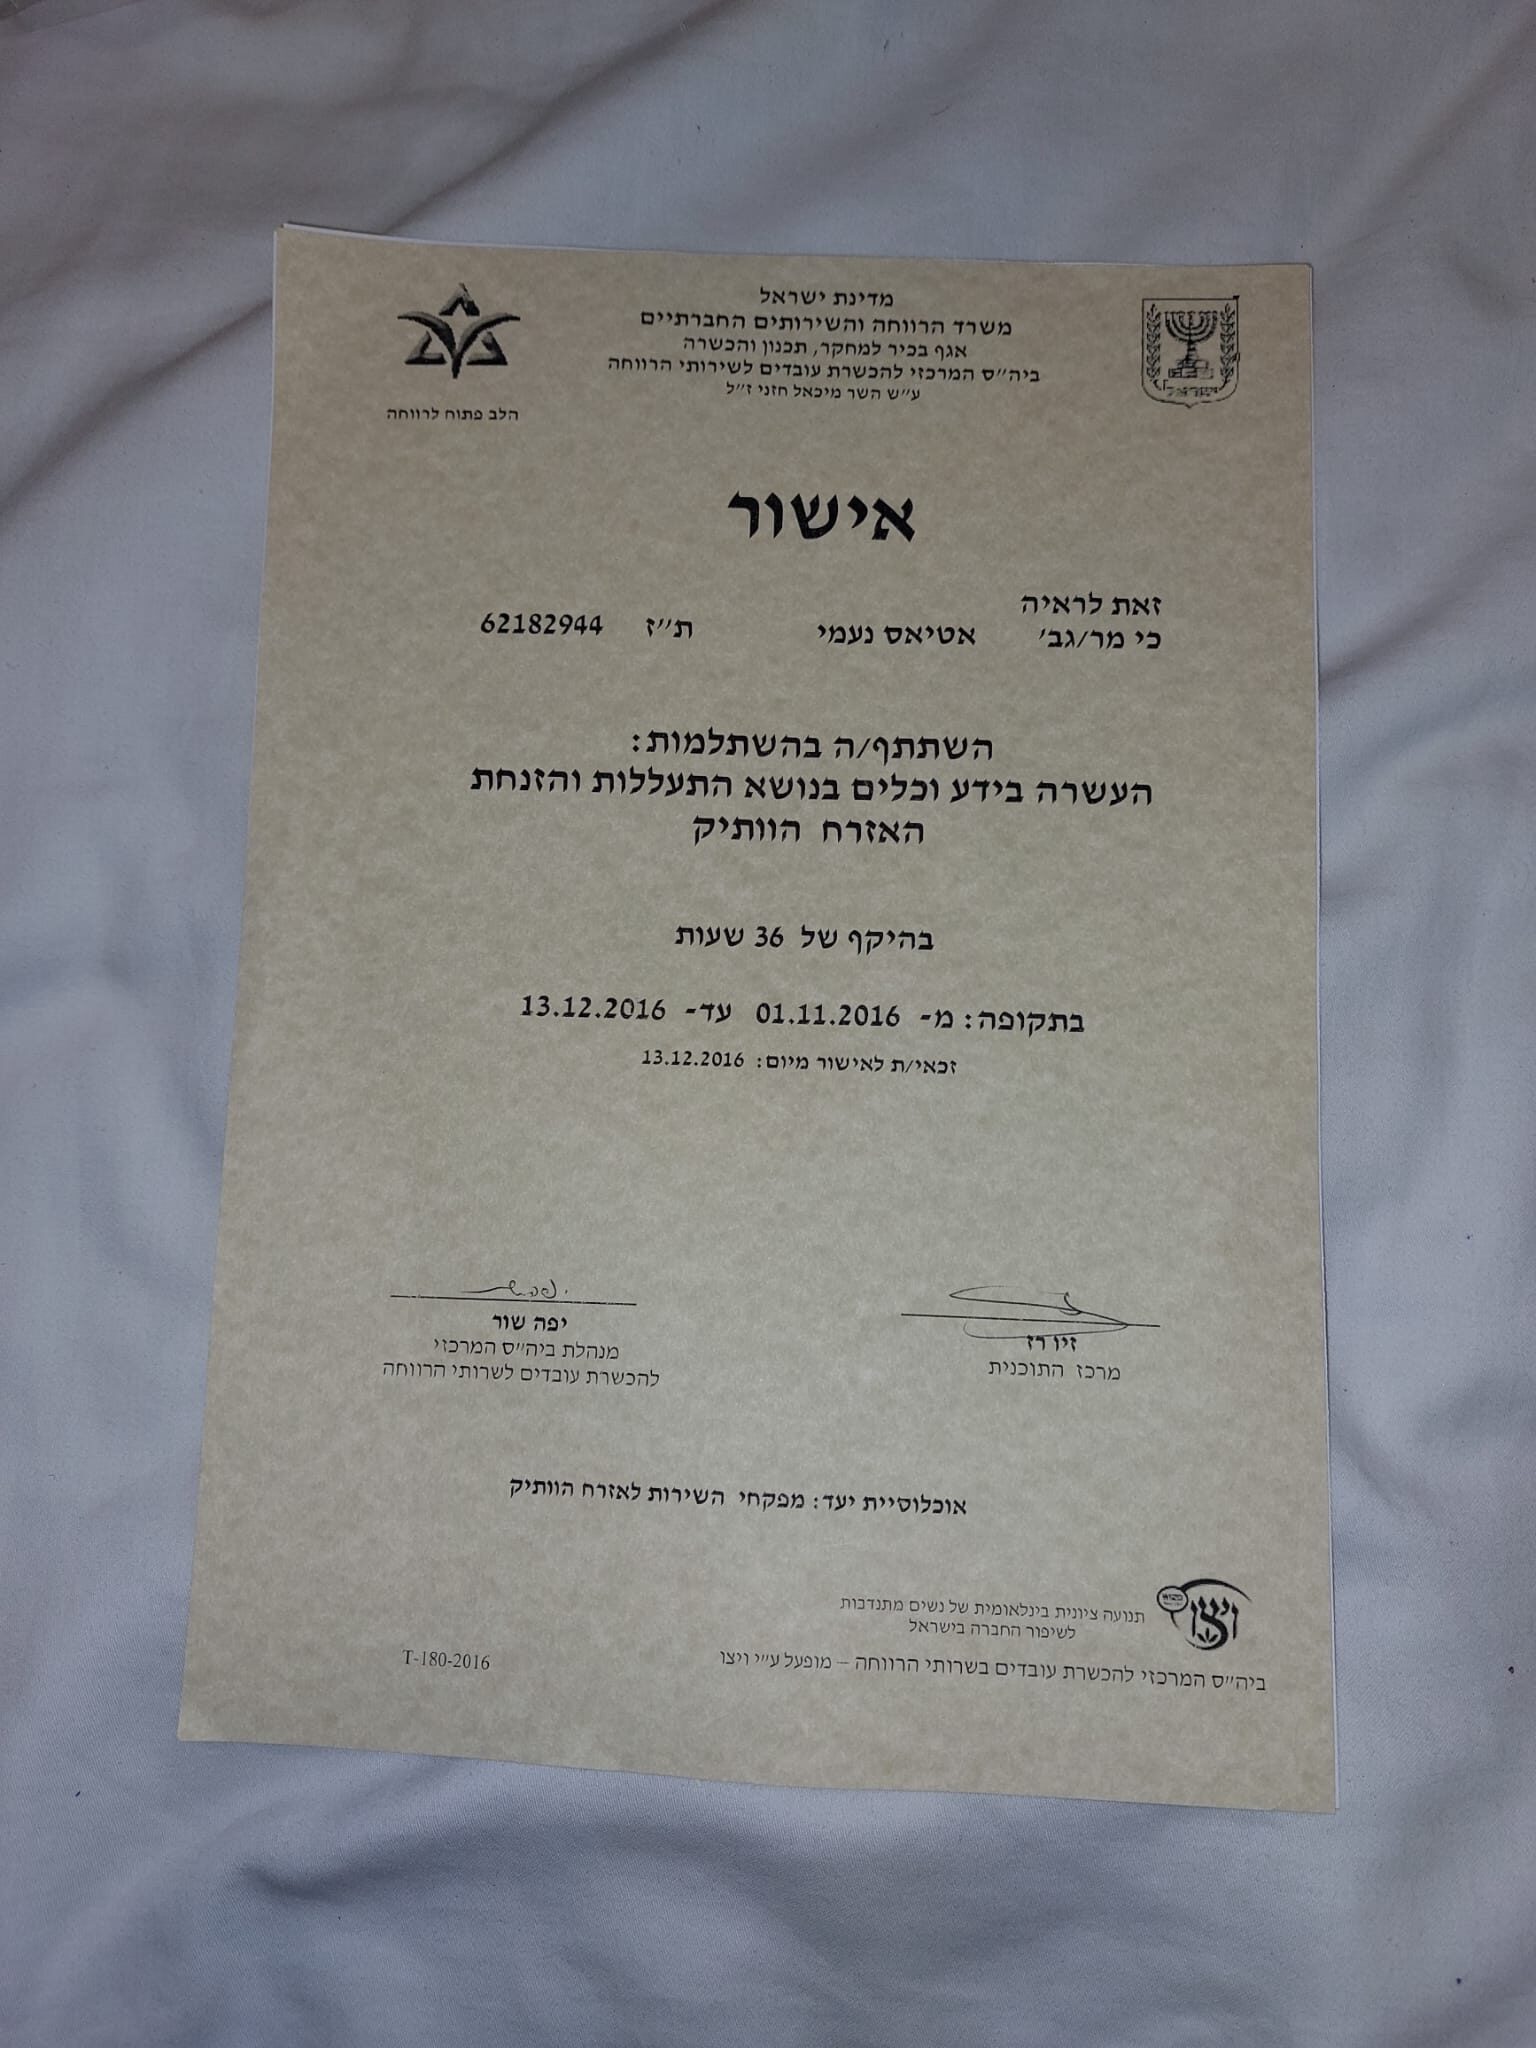 מדינת ישראל
משרד הרווחה והשירותים החברתיים
אגף בכיר למחקר, תכנון והכשרה
ביה״ס המרכזי להכשרת עובדים לשירותי הרווחה
ע״ש השר מיכאל חזני ז״ל
ישראל
הלב פתוח לרווחה
אישור
זאת לראיה
כי מר/גב׳ אטיאס נעמי ת״ז 62182944
השתתף/ה בהשתלמות:
העשרה בידע וכלים בנושא התעללות והזנחת
האזרח הוותיק
בהיקף של 36 שעות
בתקופה: מ- 01.11.2016 עד- 13.12.2016
זכאי/ת לאישור מיום: 13.12.2016
זיו רז
מרכז התוכנית
יפה שור
מנהלת ביה״ס המרכזי
להכשרת עובדים לשרותי הרווחה
אוכלוסיית יעד: מפקחי השירות לאזרח הוותיק
ויצו
תנועה ציונית בינלאומית של נשים מתנדבות
לשיפור החברה בישראל
ביה״ס המרכזי להכשרת עובדים בשרותי הרווחה – מופעל ע״י ויצו
T-180-2016